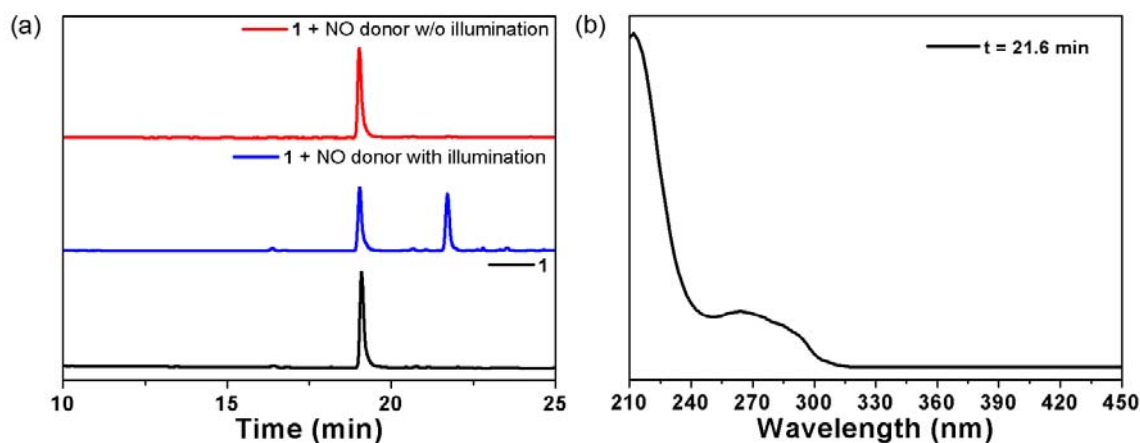 (a)
1 + NO donor w/o illumination
1 + NO donor with illumination
1
10 15 20 25
Time (min)
(b)
t = 21.6 min
210 240 270 300 330 360 390 420 450
Wavelength (nm)